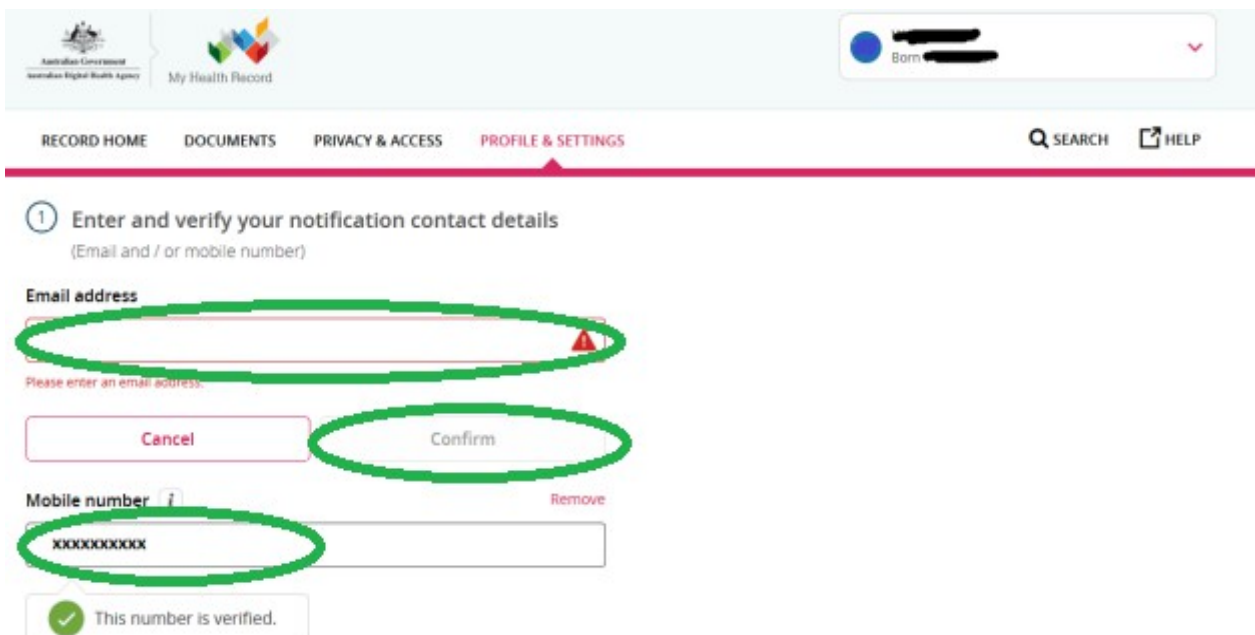 Australian Government
Australian Digital Health Agency
My Health Record
Born
RECORD HOME DOCUMENTS PRIVACY & ACCESS PROFILE & SETTINGS SEARCH HELP
1 Enter and verify your notification contact details
(Email and / or mobile number)
Email address
Please enter an email address.
Cancel Confirm
Mobile number i Remove
xxxxxxxxxx
This number is verified.